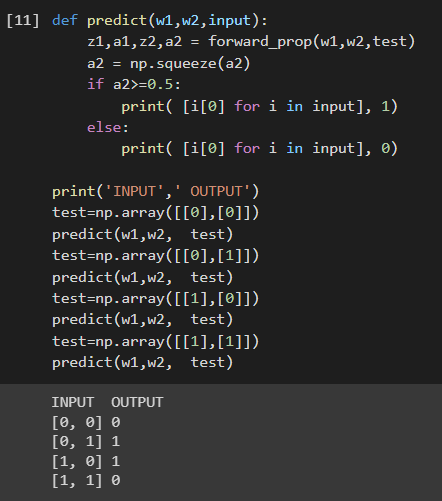 [11] def predict(w1,w2,input):
        z1,a1,z2,a2 = forward_prop(w1,w2,test)
        a2 = np.squeeze(a2)
        if a2>=0.5:
            print( [i[0] for i in input], 1)
        else:
            print( [i[0] for i in input], 0)

print('INPUT',' OUTPUT')
test=np.array([[0],[0]])
predict(w1,w2,  test)
test=np.array([[0],[1]])
predict(w1,w2,  test)
test=np.array([[1],[0]])
predict(w1,w2,  test)
test=np.array([[1],[1]])
predict(w1,w2,  test)
INPUT  OUTPUT
[0, 0] 0
[0, 1] 1
[1, 0] 1
[1, 1] 0